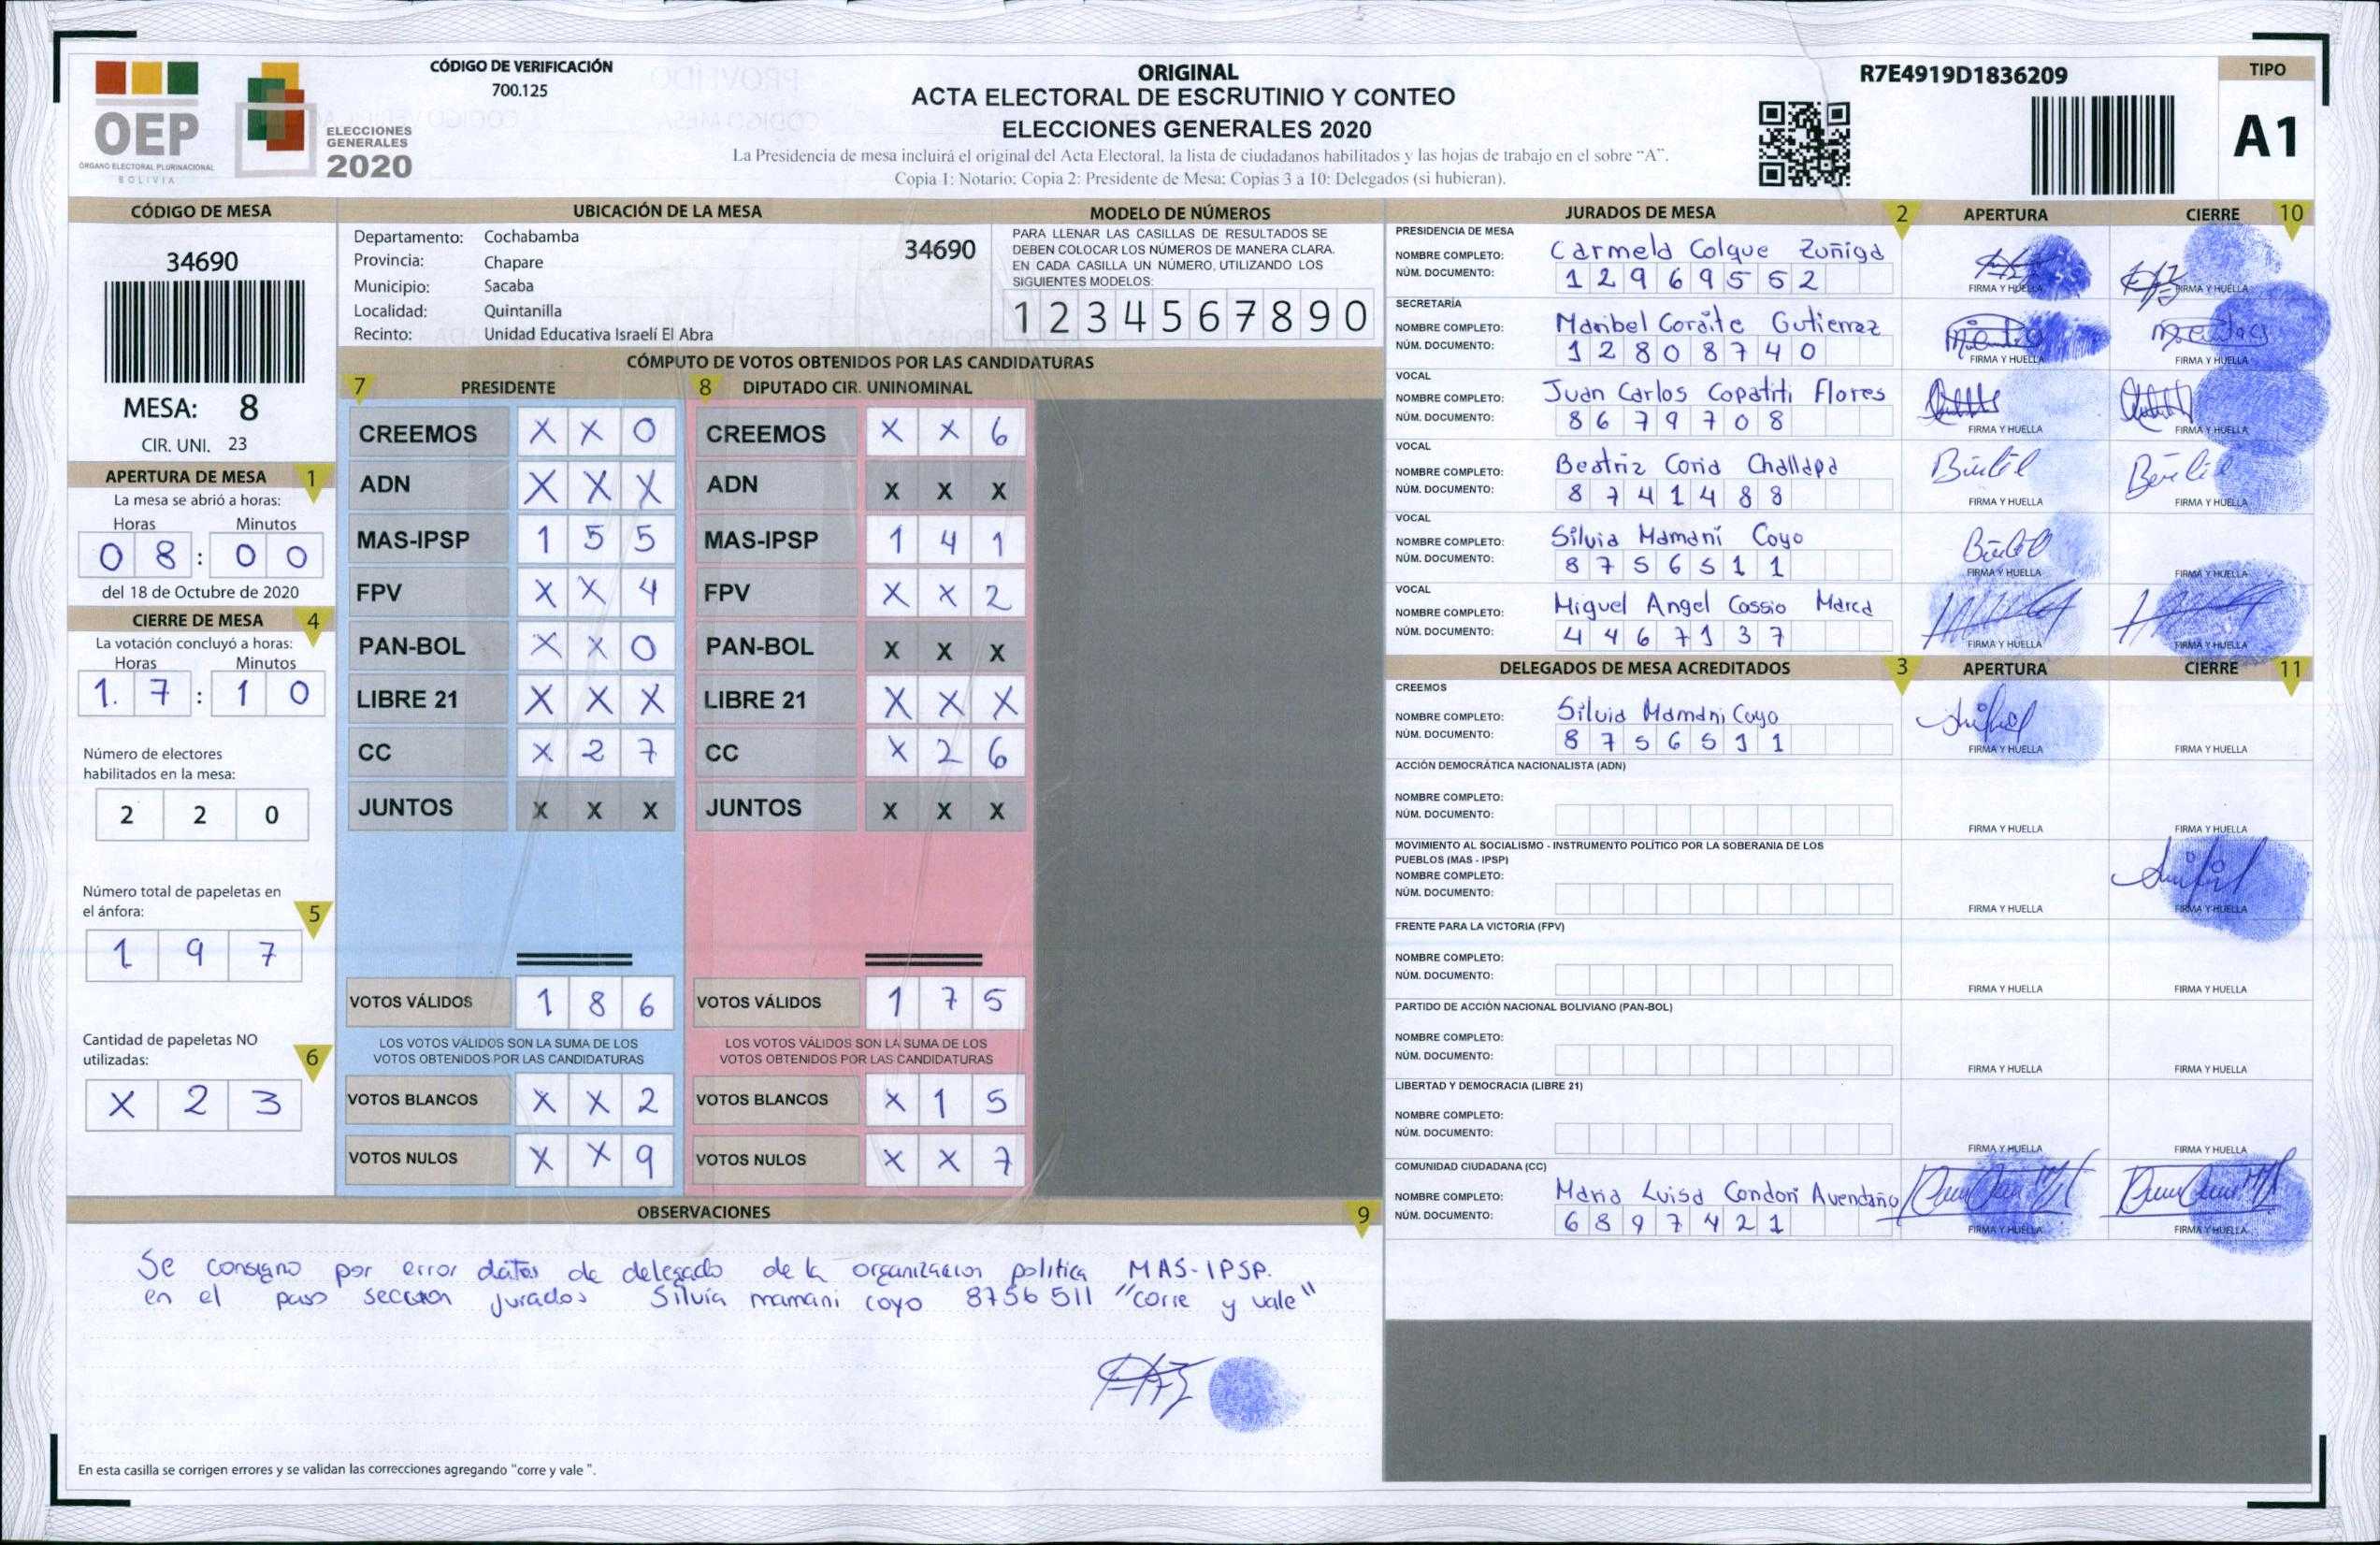 OEP
ÓRGANO ELECTORAL PLURINACIONAL
BOLIVIA
ELECCIONES
GENERALES
2020
CÓDIGO DE VERIFICACIÓN
700.125
ORIGINAL
ACTA ELECTORAL DE ESCRUTINIO Y CONTEO
ELECCIONES GENERALES 2020
La Presidencia de mesa incluirá el original del Acta Electoral, la lista de ciudadanos habilitados y las hojas de trabajo en el sobre "A".
Copia 1: Notario; Copia 2: Presidente de Mesa; Copias 3 a 10: Delegados (si hubieran).
R7E4919D1836209
TIPO
A1
CÓDIGO DE MESA
34690
MESA: 8
CIR. UNI. 23
APERTURA DE MESA 1
La mesa se abrió a horas:
Horas Minutos
0 8 : 0 0
del 18 de Octubre de 2020
CIERRE DE MESA 4
La votación concluyó a horas:
Horas Minutos
1. 7 : 1 0
Número de electores
habilitados en la mesa:
2 2 0
Número total de papeletas en
el ánfora:
5
1 9 7
Cantidad de papeletas NO
utilizadas:
6
X 2 3
UBICACIÓN DE LA MESA
Departamento: Cochabamba
34690
Provincia: Chapare
Municipio: Sacaba
Localidad: Quintanilla
Recinto: Unidad Educativa Israelí El Abra
MODELO DE NÚMEROS
PARA LLENAR LAS CASILLAS DE RESULTADOS SE
DEBEN COLOCAR LOS NÚMEROS DE MANERA CLARA.
EN CADA CASILLA UN NÚMERO, UTILIZANDO LOS
SIGUIENTES MODELOS:
1 2 3 4 5 6 7 8 9 0
CÓMPUTO DE VOTOS OBTENIDOS POR LAS CANDIDATURAS
7 PRESIDENTE 8 DIPUTADO CIR. UNINOMINAL
CREEMOS X X 0 CREEMOS X X 6
ADN X X X ADN X X X
MAS-IPSP 1 5 5 MAS-IPSP 1 4 1
FPV X X 4 FPV X X 2
PAN-BOL X X 0 PAN-BOL X X X
LIBRE 21 X X X LIBRE 21 X X X
CC X 2 7 CC X 2 6
JUNTOS X X X JUNTOS X X X
VOTOS VÁLIDOS 1 8 6 VOTOS VÁLIDOS 1 7 5
LOS VOTOS VÁLIDOS SON LA SUMA DE LOS LOS VOTOS VÁLIDOS SON LA SUMA DE LOS
VOTOS OBTENIDOS POR LAS CANDIDATURAS VOTOS OBTENIDOS POR LAS CANDIDATURAS
VOTOS BLANCOS X X 2 VOTOS BLANCOS X 1 5
VOTOS NULOS X X 9 VOTOS NULOS X X 7
OBSERVACIONES 9
Se consigno por error datos de delegado de la organizacion politica MAS-IPSP.
en el paso seccion jurados Silvia mamani coyo 8756511 "corre y vale"
En esta casilla se corrigen errores y se validan las correcciones agregando "corre y vale ".
JURADOS DE MESA 2 APERTURA CIERRE 10
PRESIDENCIA DE MESA
NOMBRE COMPLETO: Carmela Colque Zuñiga
NÚM. DOCUMENTO: 1 2 9 6 9 5 5 2
FIRMA Y HUELLA FIRMA Y HUELLA
SECRETARÍA
NOMBRE COMPLETO: Maribel Coraite Gutierrez
NÚM. DOCUMENTO: 1 2 8 0 8 7 4 0
FIRMA Y HUELLA FIRMA Y HUELLA
VOCAL
NOMBRE COMPLETO: Juan Carlos Copatiti Flores
NÚM. DOCUMENTO: 8 6 7 9 7 0 8
FIRMA Y HUELLA FIRMA Y HUELLA
VOCAL
NOMBRE COMPLETO: Beatriz Coria Challapa
NÚM. DOCUMENTO: 8 7 4 1 4 8 8
FIRMA Y HUELLA FIRMA Y HUELLA
VOCAL
NOMBRE COMPLETO: Silvia Mamani Coyo
NÚM. DOCUMENTO: 8 7 5 6 5 1 1
FIRMA Y HUELLA FIRMA Y HUELLA
VOCAL
NOMBRE COMPLETO: Miguel Angel Cossio Marca
NÚM. DOCUMENTO: 4 4 6 7 1 3 7
FIRMA Y HUELLA FIRMA Y HUELLA
DELEGADOS DE MESA ACREDITADOS 3 APERTURA CIERRE 11
CREEMOS
NOMBRE COMPLETO: Silvia Mamani Coyo
NÚM. DOCUMENTO: 8 7 5 6 5 1 1
FIRMA Y HUELLA FIRMA Y HUELLA
ACCIÓN DEMOCRÁTICA NACIONALISTA (ADN)
NOMBRE COMPLETO:
NÚM. DOCUMENTO:
FIRMA Y HUELLA FIRMA Y HUELLA
MOVIMIENTO AL SOCIALISMO - INSTRUMENTO POLÍTICO POR LA SOBERANIA DE LOS
PUEBLOS (MAS - IPSP)
NOMBRE COMPLETO:
NÚM. DOCUMENTO:
FIRMA Y HUELLA FIRMA Y HUELLA
FRENTE PARA LA VICTORIA (FPV)
NOMBRE COMPLETO:
NÚM. DOCUMENTO:
FIRMA Y HUELLA FIRMA Y HUELLA
PARTIDO DE ACCIÓN NACIONAL BOLIVIANO (PAN-BOL)
NOMBRE COMPLETO:
NÚM. DOCUMENTO:
FIRMA Y HUELLA FIRMA Y HUELLA
LIBERTAD Y DEMOCRACIA (LIBRE 21)
NOMBRE COMPLETO:
NÚM. DOCUMENTO:
FIRMA Y HUELLA FIRMA Y HUELLA
COMUNIDAD CIUDADANA (CC)
NOMBRE COMPLETO: Maria Luisa Condori Avendaño
NÚM. DOCUMENTO: 6 8 9 7 4 2 1
FIRMA Y HUELLA FIRMA Y HUELLA